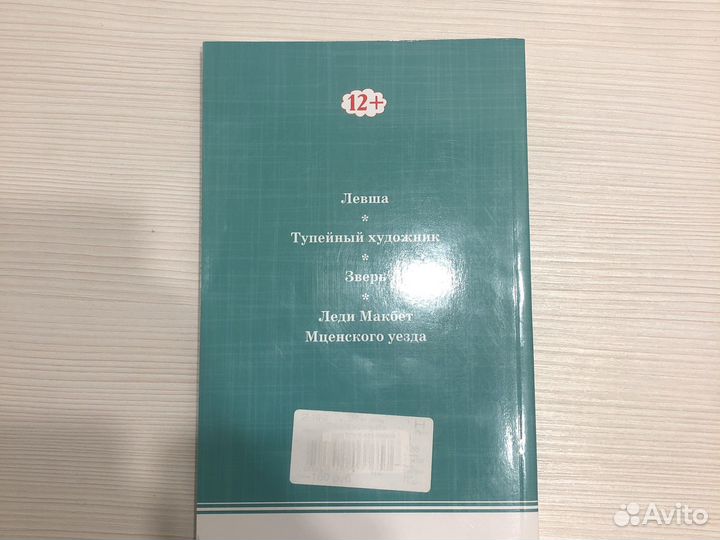 12+
Левша
*
Тупейный художник
*
Зверь
*
Леди Макбет
Мценского уезда
Avito